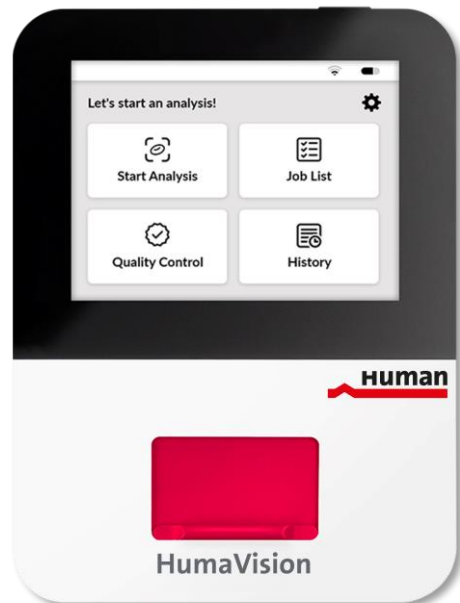 Let's start an analysis!
Start Analysis
Job List
Quality Control
History
Human
HumaVision